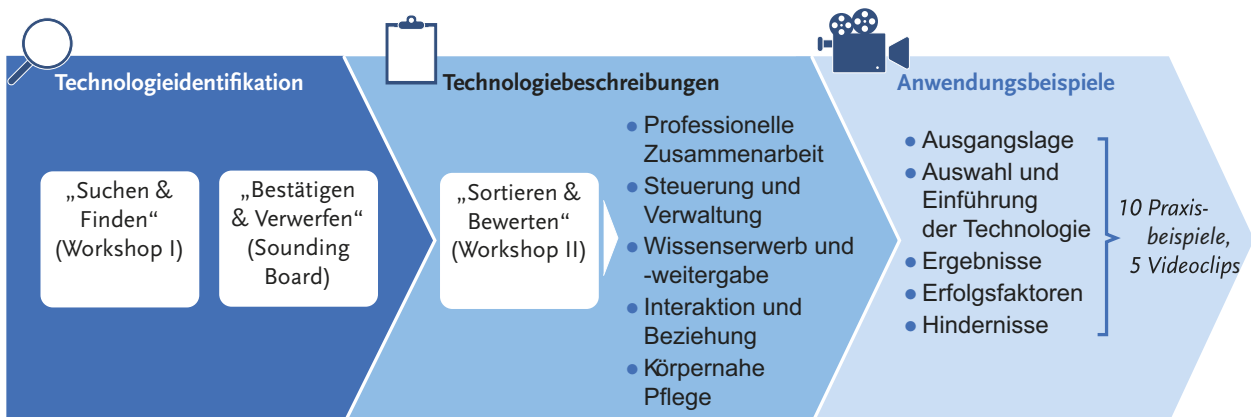 Technologieidentifikation
„Suchen &
Finden“
(Workshop I)
„Bestätigen
& Verwerfen“
(Sounding
Board)
Technologiebeschreibungen
„Sortieren &
Bewerten“
(Workshop II)
• Professionelle
Zusammenarbeit
• Steuerung und
Verwaltung
• Wissenserwerb und
-weitergabe
• Interaktion und
Beziehung
• Körpernahe
Pflege
Anwendungsbeispiele
• Ausgangslage
• Auswahl und
Einführung
der Technologie
• Ergebnisse
• Erfolgsfaktoren
• Hindernisse
10 Praxis-
beispiele,
5 Videoclips